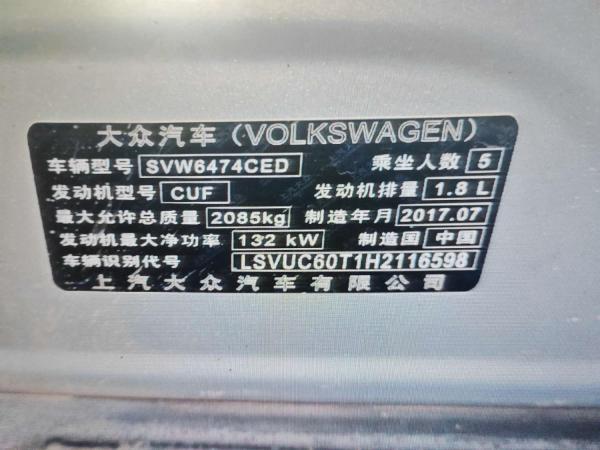 大众汽车（VOLKSWAGEN）
车辆型号 SVW6474CED 乘坐人数 5
发动机型号 CUF 发动机排量 1.8 L
最大允许总质量 2085kg 制造年月 2017.07
发动机最大净功率 132 kW 制造国 中国
车辆识别代号 LSVUC60T1H2116598
上汽大众汽车有限公司